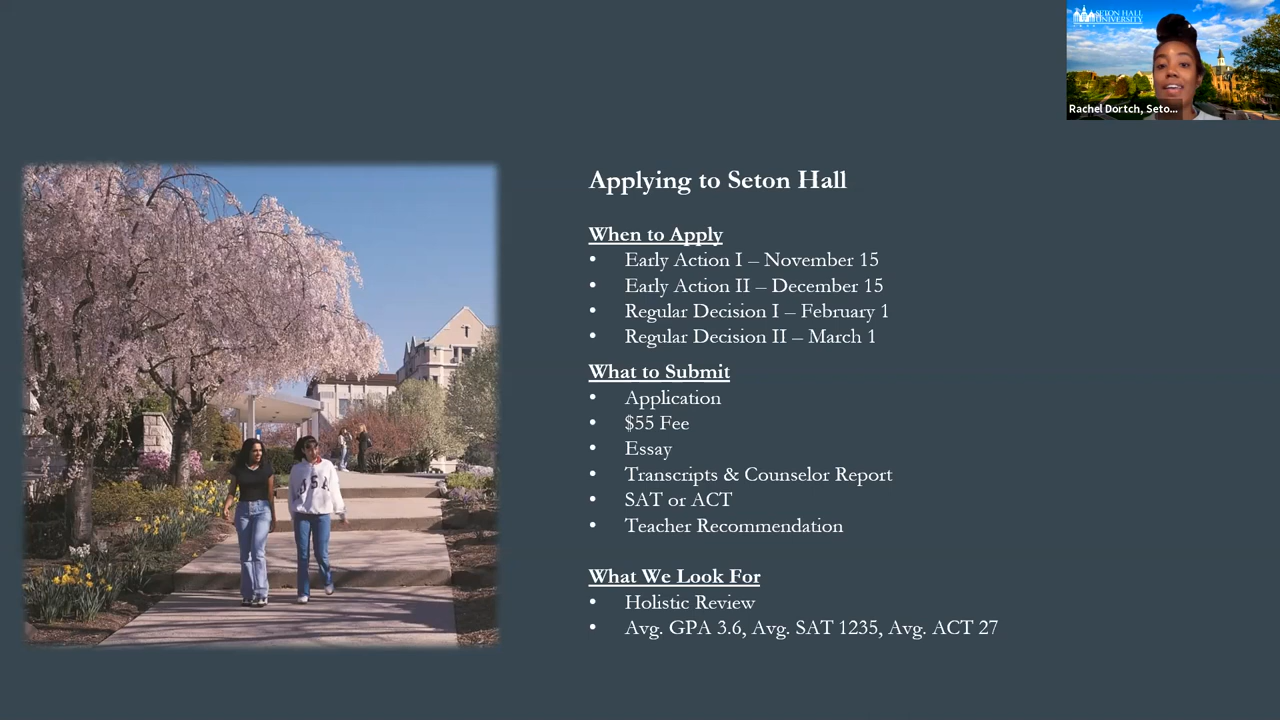 SETON HALL
UNIVERSITY
Rachel Dortch, Seto...
Applying to Seton Hall
When to Apply
• Early Action I – November 15
• Early Action II – December 15
• Regular Decision I – February 1
• Regular Decision II – March 1
What to Submit
• Application
• $55 Fee
• Essay
• Transcripts & Counselor Report
• SAT or ACT
• Teacher Recommendation
What We Look For
• Holistic Review
• Avg. GPA 3.6, Avg. SAT 1235, Avg. ACT 27